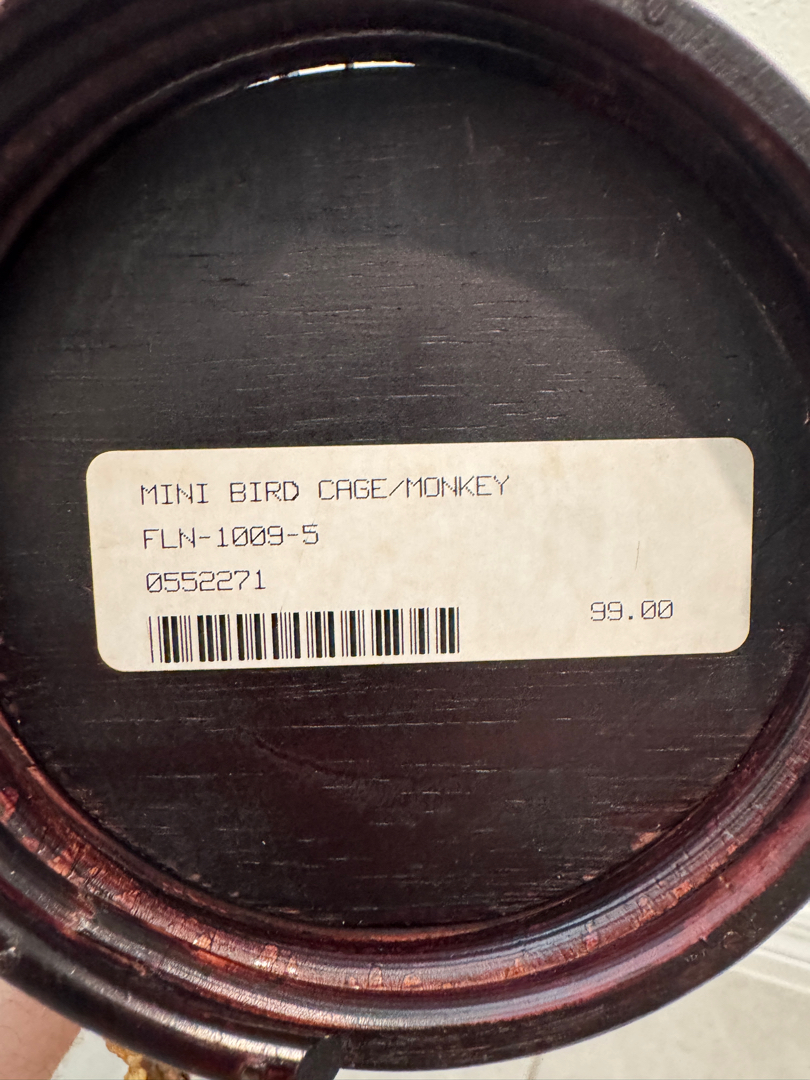 MINI BIRD CAGE/MONKEY
FLN-1009-5
0552271
99.00